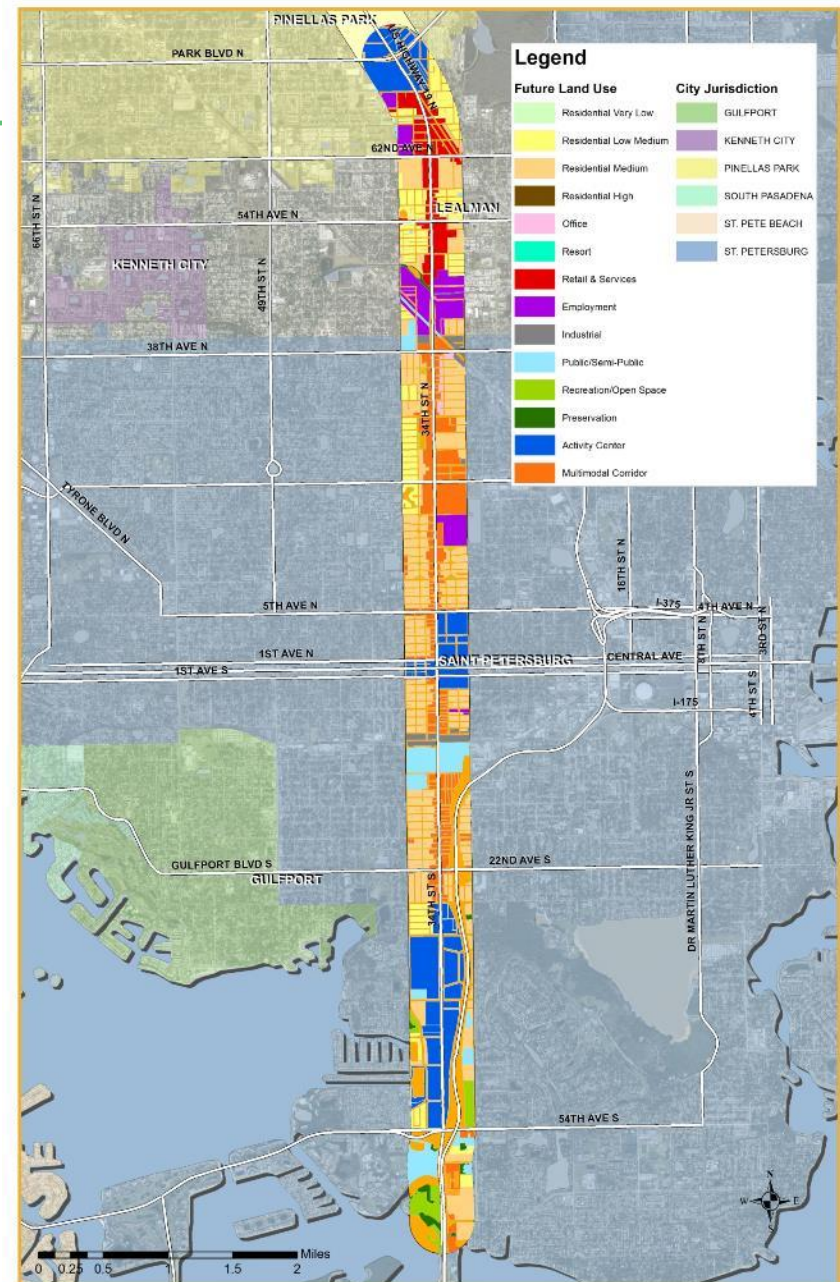 PINELLAS PARK
PARK BLVD N
US HIGHWAY 19 N
62ND AVE N
66TH ST N
54TH AVE N
LEALMAN
KENNETH CITY
49TH ST N
38TH AVE N
34TH ST N
TYRONE BLVD N
5TH AVE N
16TH ST N
I-375
4TH AVE N
8TH ST N
3RD ST N
1ST AVE N
SAINT PETERSBURG
CENTRAL AVE
1ST AVE S
I-175
4TH ST S
DR MARTIN LUTHER KING JR ST S
GULFPORT BLVD S
22ND AVE S
GULFPORT
34TH ST S
54TH AVE S
Legend
Future Land Use
Residential Very Low
Residential Low Medium
Residential Medium
Residential High
Office
Resort
Retail & Services
Employment
Industrial
Public/Semi-Public
Recreation/Open Space
Preservation
Activity Center
Multimodal Corridor
City Jurisdiction
GULFPORT
KENNETH CITY
PINELLAS PARK
SOUTH PASADENA
ST. PETE BEACH
ST. PETERSBURG
N
W E
S
Miles
0 0.25 0.5 1 1.5 2